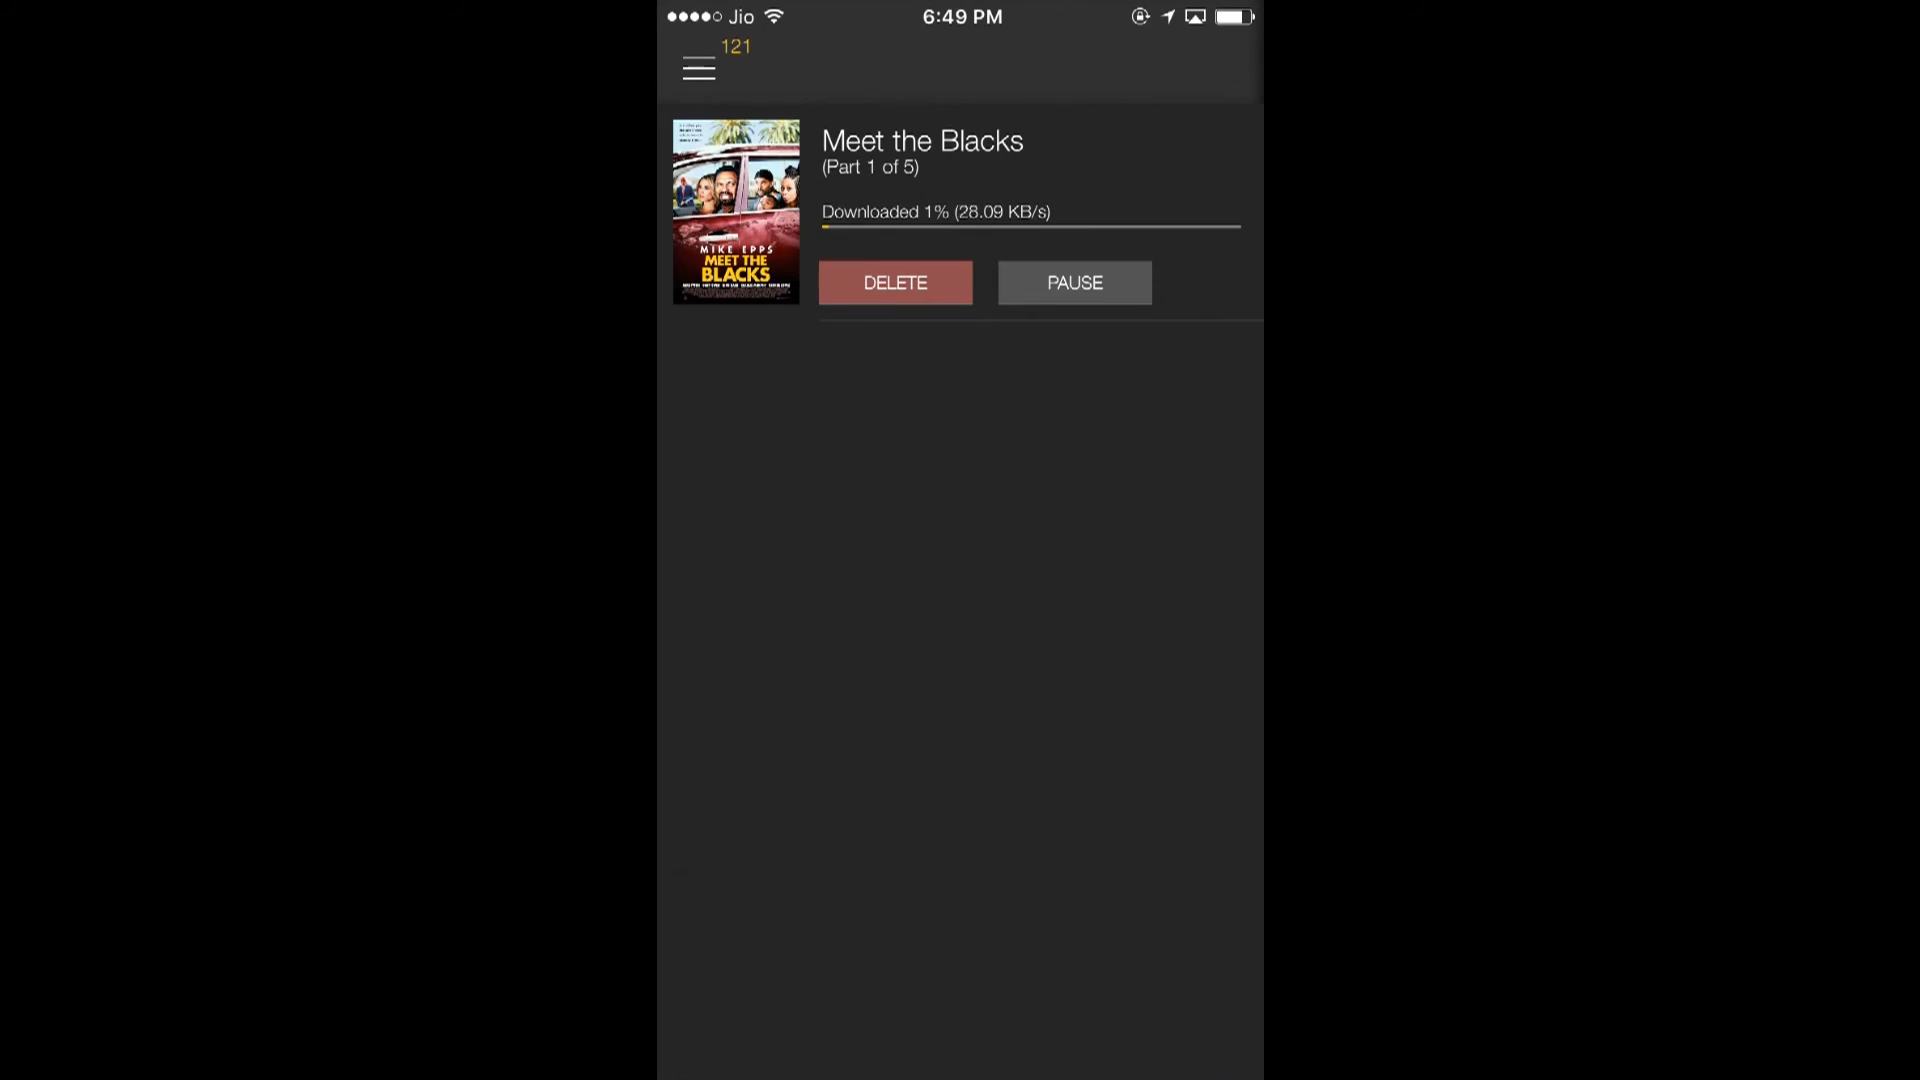 Jio
6:49 PM
121
Meet the Blacks
(Part 1 of 5)
Downloaded 1% (28.09 KB/s)
MIKE EPPS
MEET THE
BLACKS
DELETE
PAUSE